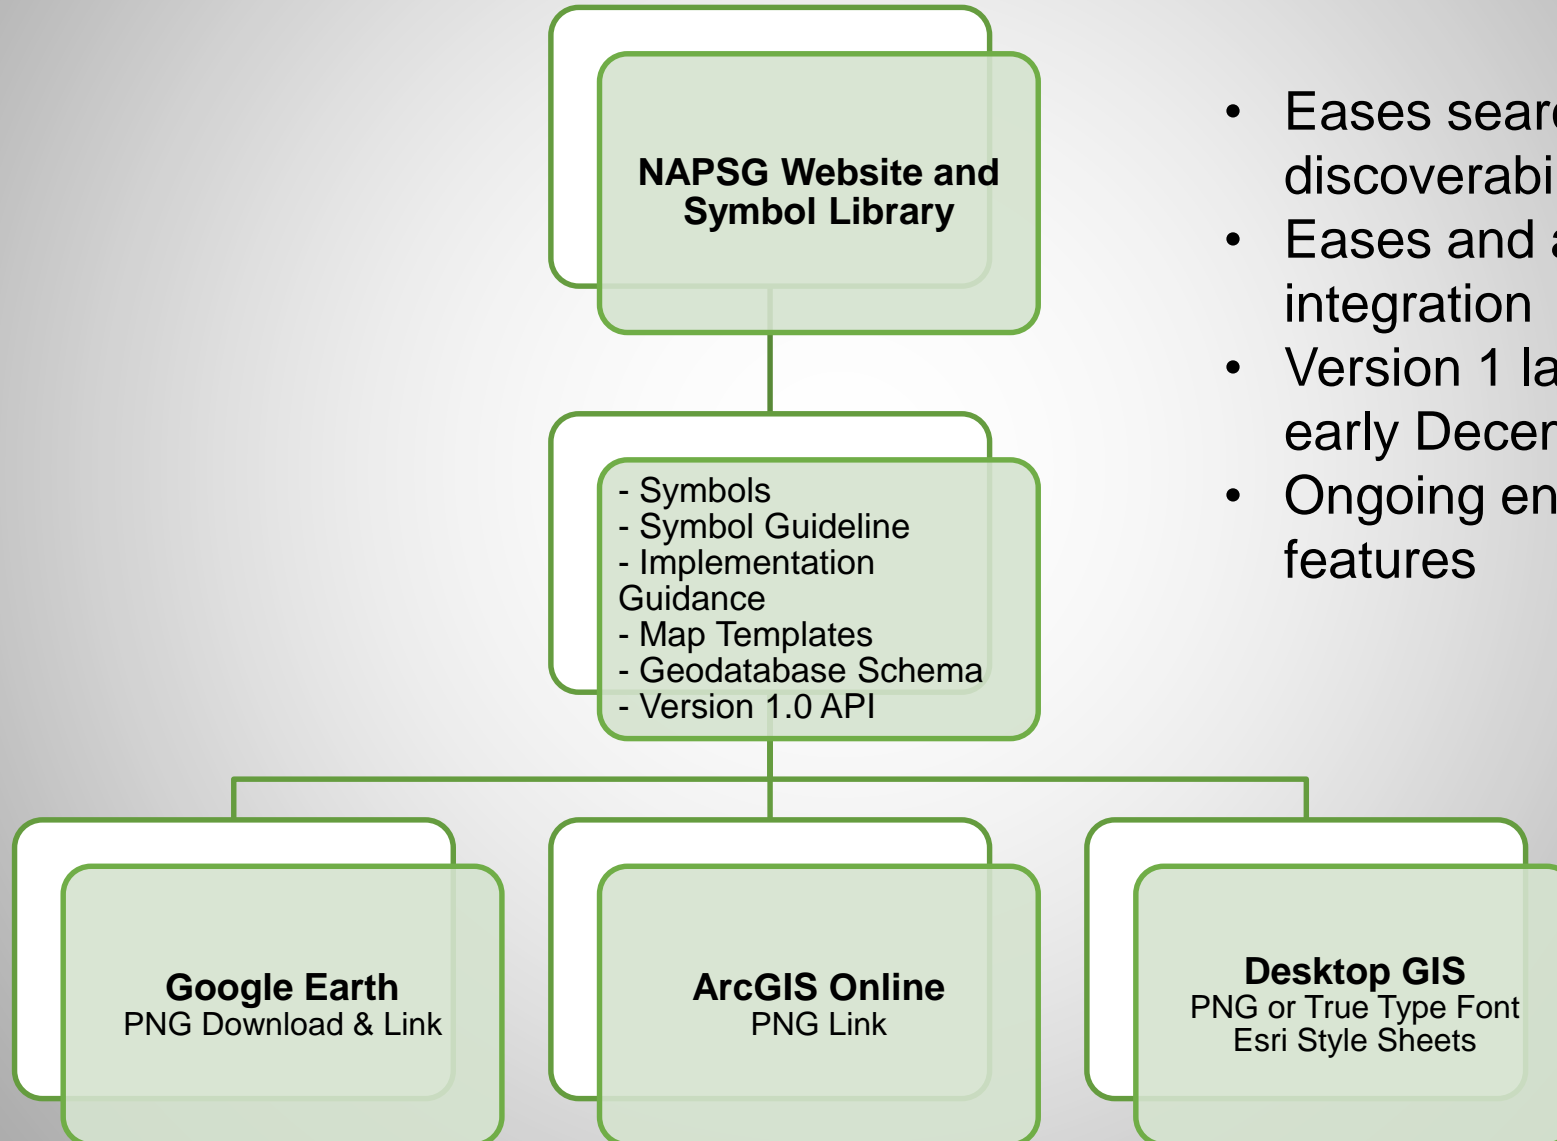 NAPSG Website and
Symbol Library
- Symbols
- Symbol Guideline
- Implementation
Guidance
- Map Templates
- Geodatabase Schema
- Version 1.0 API
Google Earth
PNG Download & Link
ArcGIS Online
PNG Link
Desktop GIS
PNG or True Type Font
Esri Style Sheets
• Eases
• Eases and
integration
• Version 1
early
• Ongoing
features